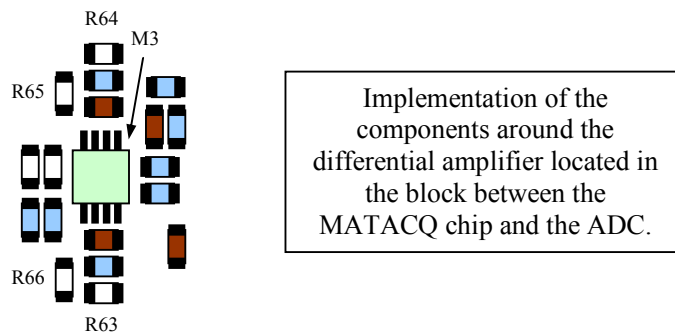 R64
M3
R65
R66
R63
Implementation of the
components around the
differential amplifier located in
the block between the
MATACQ chip and the ADC.